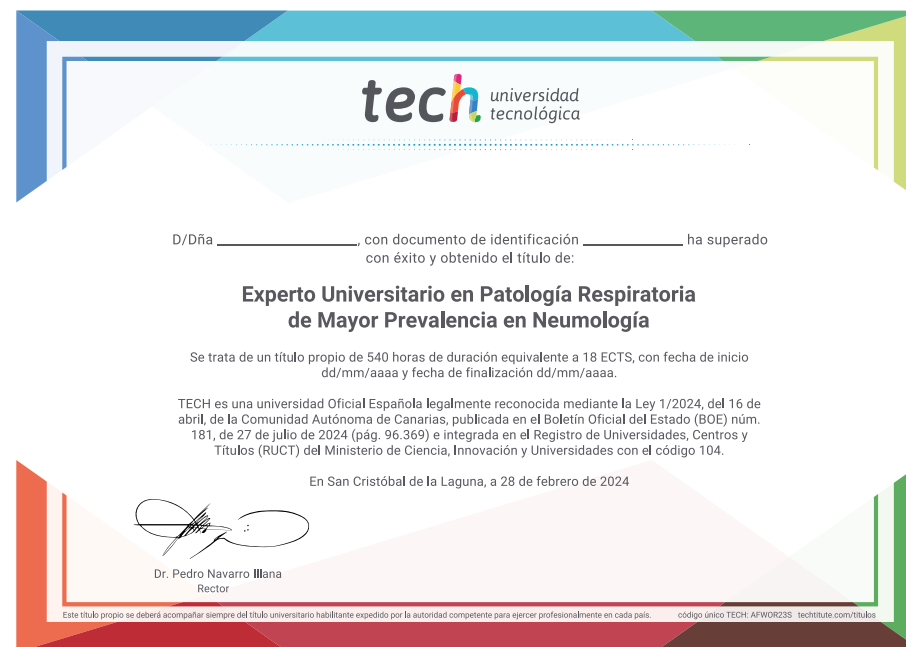 tech universidad
tecnológica
D/Dña ____________, con documento de identificación ____________ ha superado
con éxito y obtenido el título de:
Experto Universitario en Patología Respiratoria
de Mayor Prevalencia en Neumología
Se trata de un título propio de 540 horas de duración equivalente a 18 ECTS, con fecha de inicio
dd/mm/aaaa y fecha de finalización dd/mm/aaaa.
TECH es una universidad Oficial Española legalmente reconocida mediante la Ley 1/2024, del 16 de
abril, de la Comunidad Autónoma de Canarias, publicada en el Boletín Oficial del Estado (BOE) núm.
181, de 27 de julio de 2024 (pág. 96.369) e integrada en el Registro de Universidades, Centros y
Títulos (RUCT) del Ministerio de Ciencia, Innovación y Universidades con el código 104.
En San Cristóbal de la Laguna, a 28 de febrero de 2024
Dr. Pedro Navarro Illana
Rector
Este título propio se deberá acompañar siempre del título universitario habilitante expedido por la autoridad competente para ejercer profesionalmente en cada país. código único TECH: AFWOR23S techtitute.com/titulos